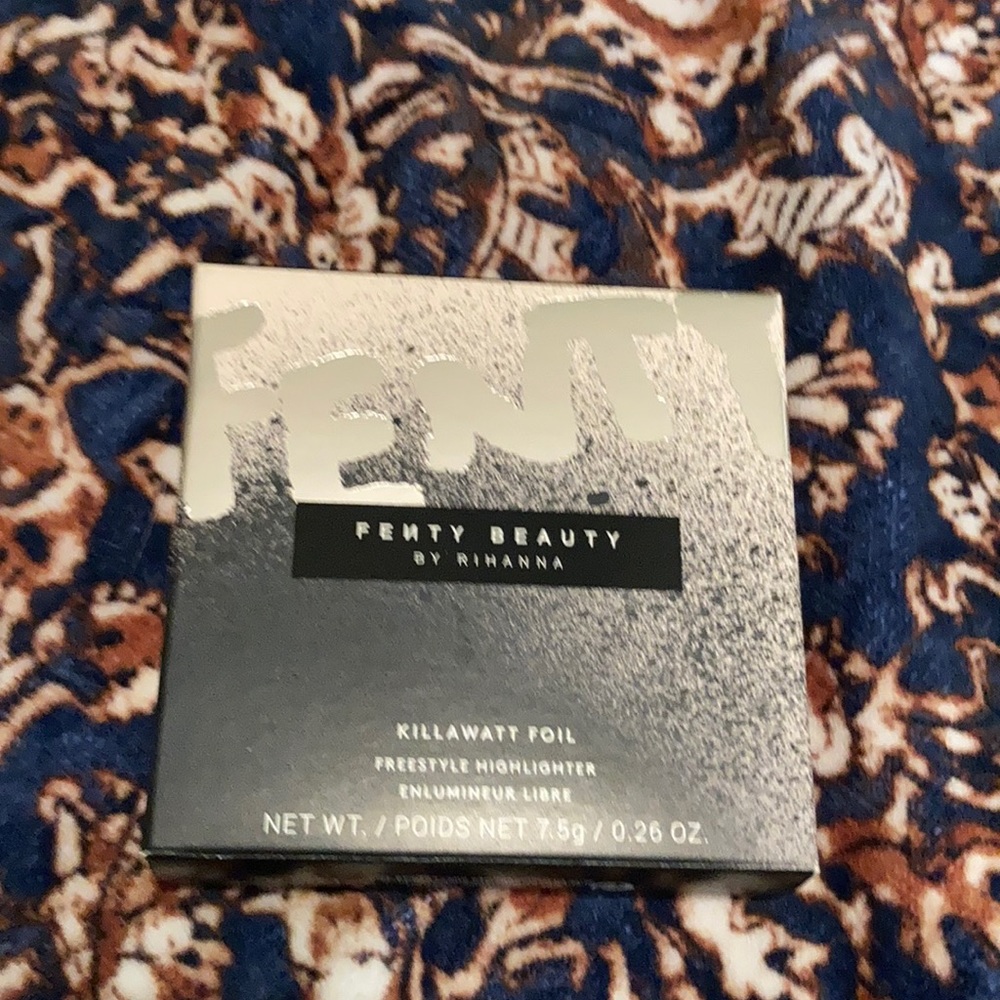 FENTY
FEИTY BEAUTY
BY RIHANNA
KILLAWATT FOIL
FREESTYLE HIGHLIGHTER
ENLUMINEUR LIBRE
NET WT. / POIDS NET 7.5g / 0.26 OZ.